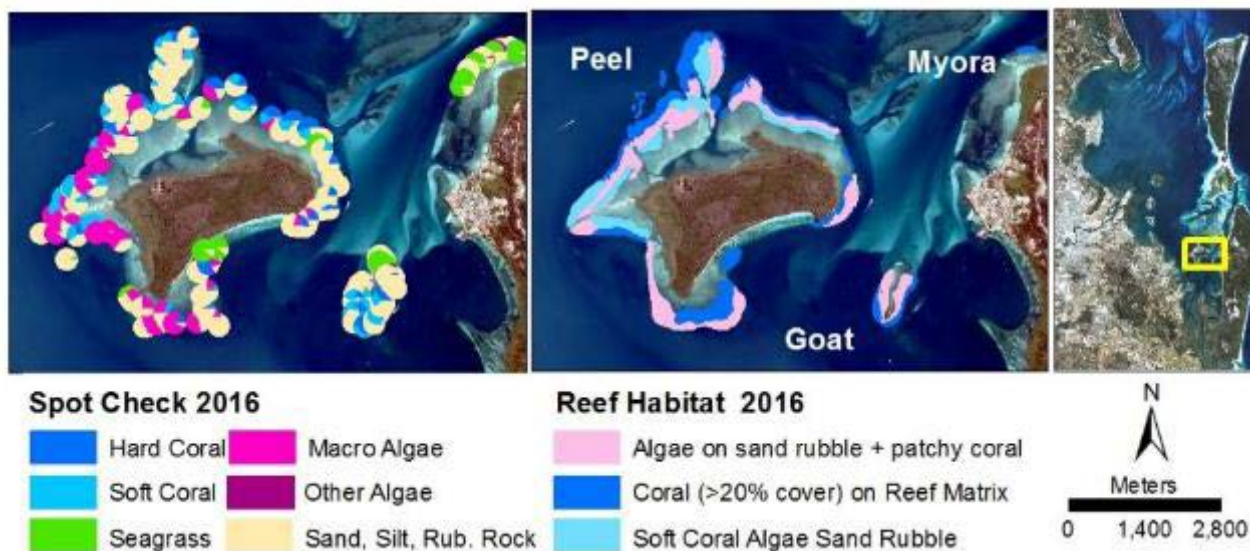 Peel
Myora
Goat
Spot Check 2016
Hard Coral
Macro Algae
Soft Coral
Other Algae
Seagrass
Sand, Silt, Rub. Rock
Reef Habitat 2016
Algae on sand rubble + patchy coral
Coral (>20% cover) on Reef Matrix
Soft Coral Algae Sand Rubble
N
Meters
0 1,400 2,800